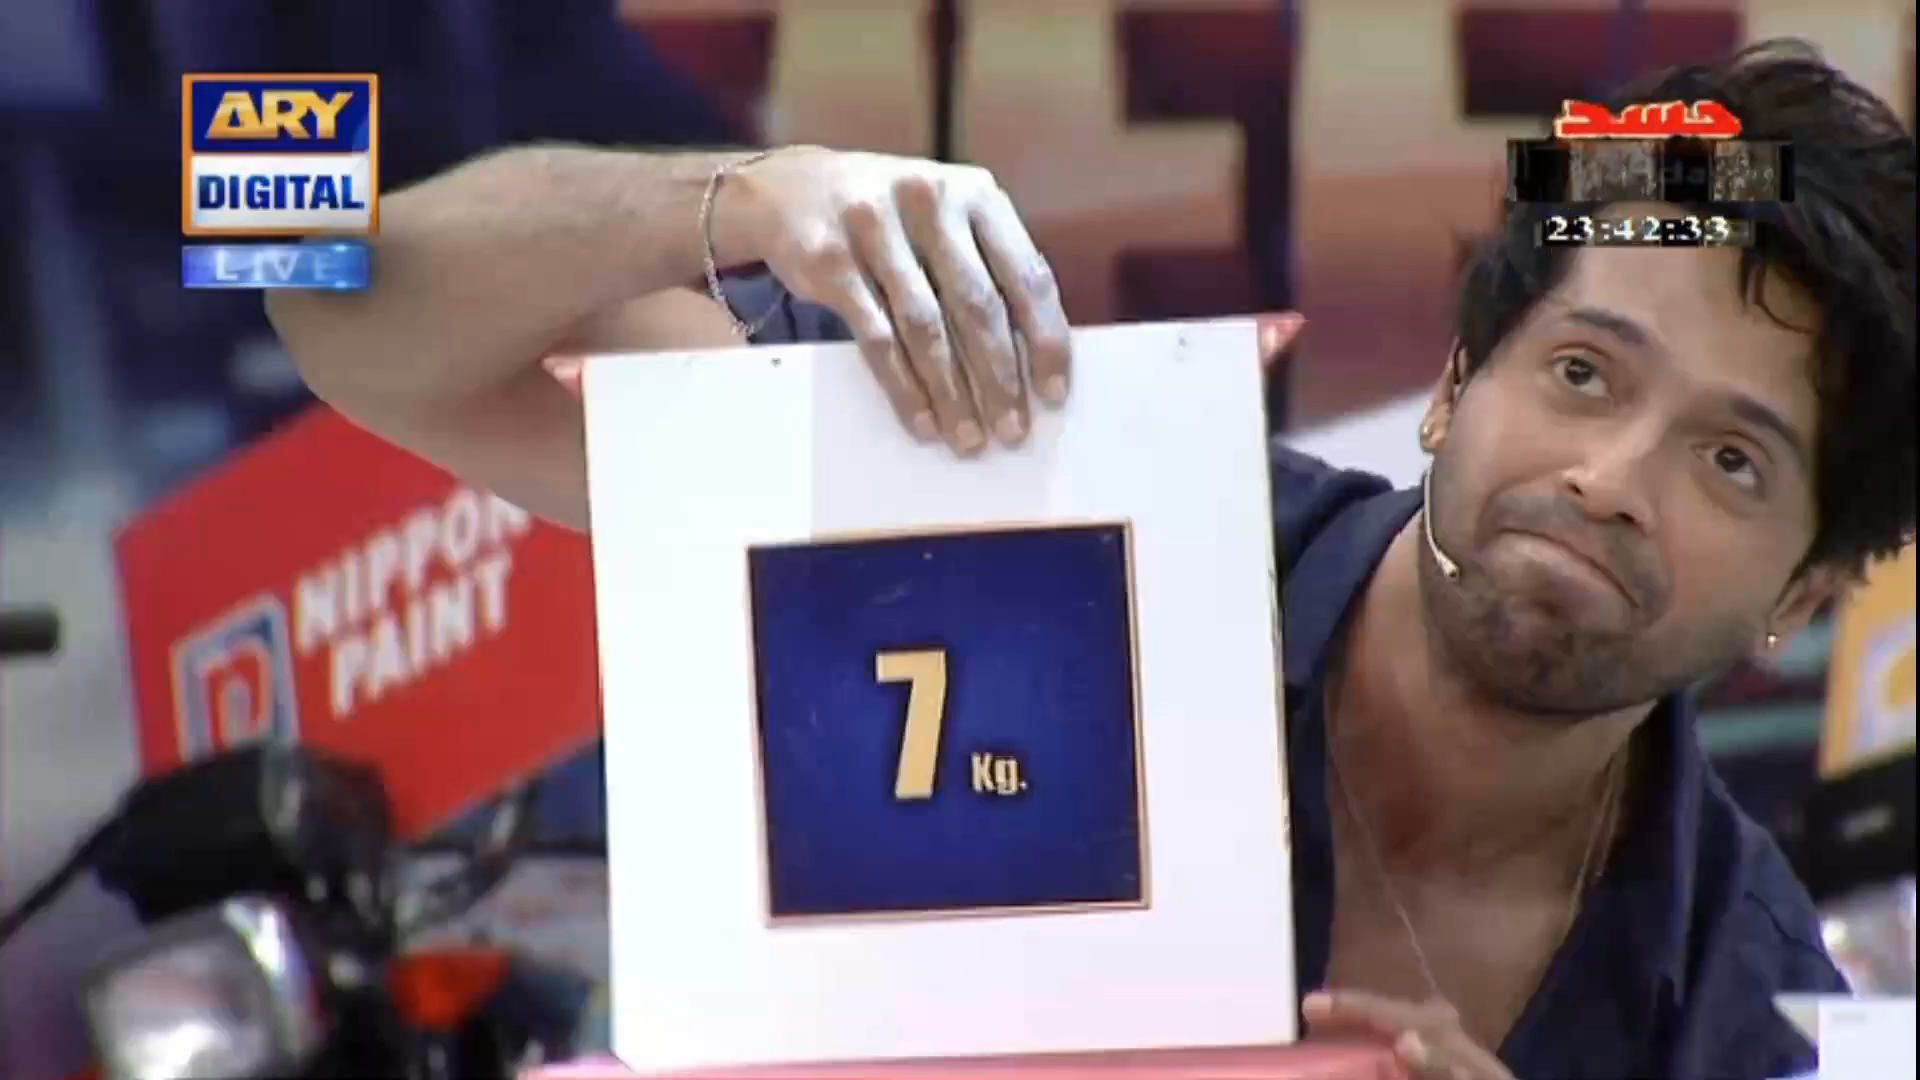 ARY
DIGITAL
LIVE
حسد
23:42:33
NIPPON
PAINT
7 Kg.